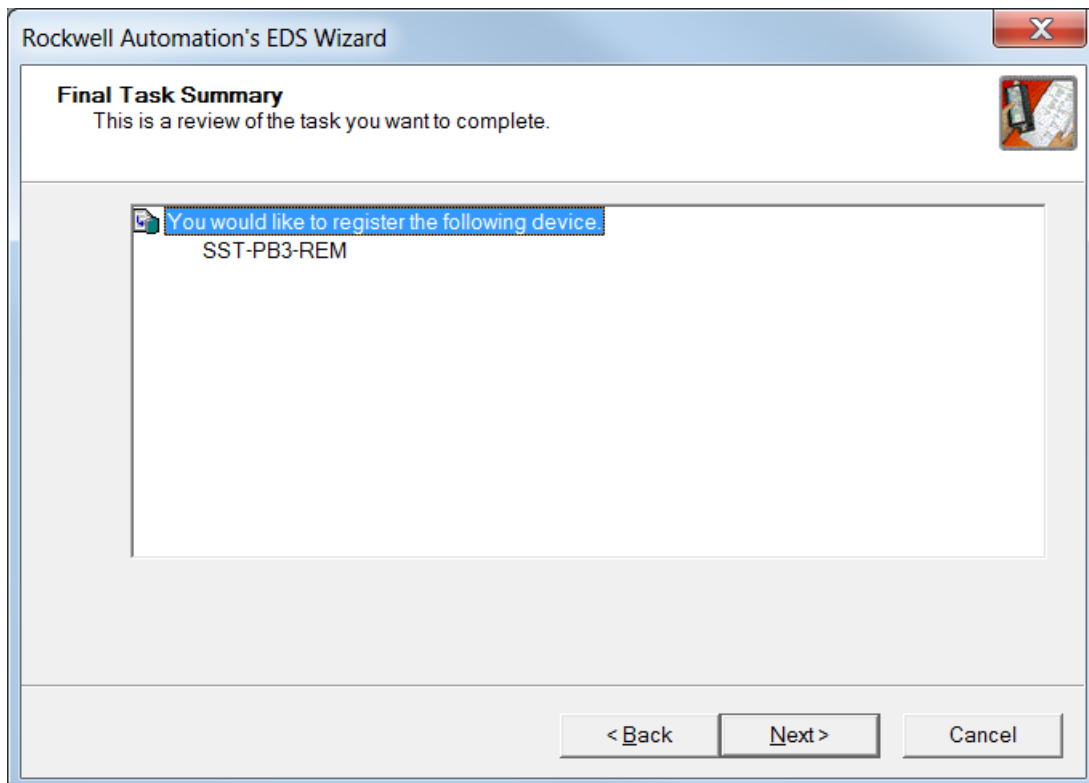 Rockwell Automation's EDS Wizard
X
Final Task Summary
This is a review of the task you want to complete.
You would like to register the following device.
SST-PB3-REM
< Back
Next >
Cancel